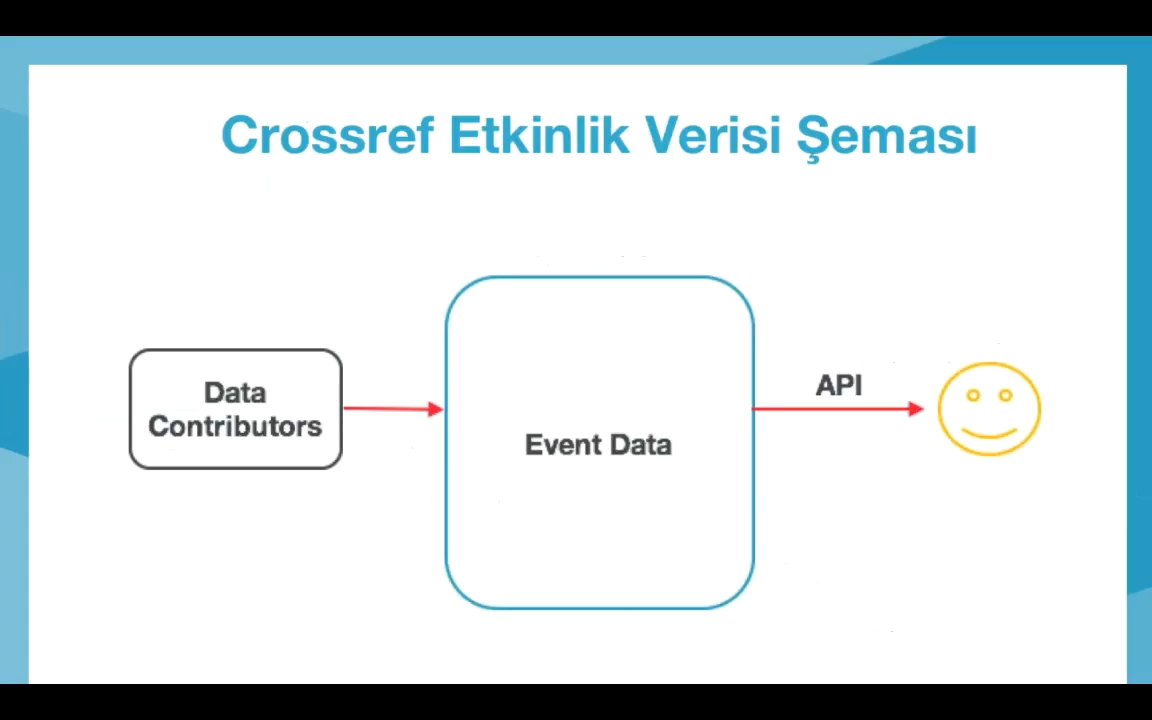 Crossref Etkinlik Verisi Şeması
Data
Contributors
Event Data
API